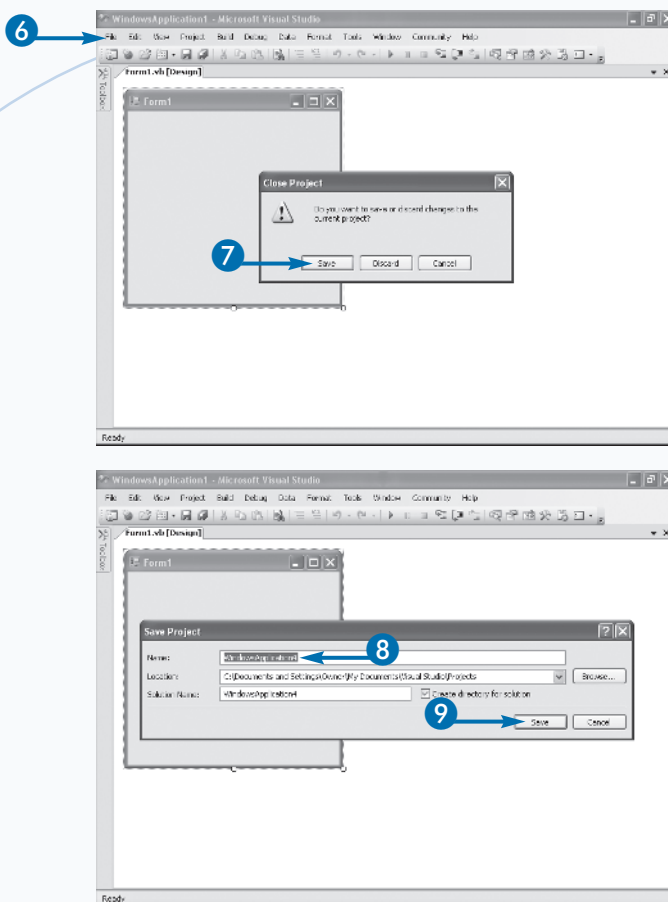 6
WindowsApplication1 - Microsoft Visual Studio
File Edit View Project Build Debug Data Format Tools Window Community Help
Form1.vb [Design]
Toolbox
Form1
Close Project
Do you want to save or discard changes to the
current project?
7
Save Discard Cancel
Ready
WindowsApplication1 - Microsoft Visual Studio
File Edit View Project Build Debug Data Format Tools Window Community Help
Form1.vb [Design]
Toolbox
Form1
Save Project
Name: WindowsApplication4
8
Location: C:\Documents and Settings\Owner\My Documents\Visual Studio\Projects Browse...
Solution Name: WindowsApplication4 Create directory for solution
9
Save Cancel
Ready